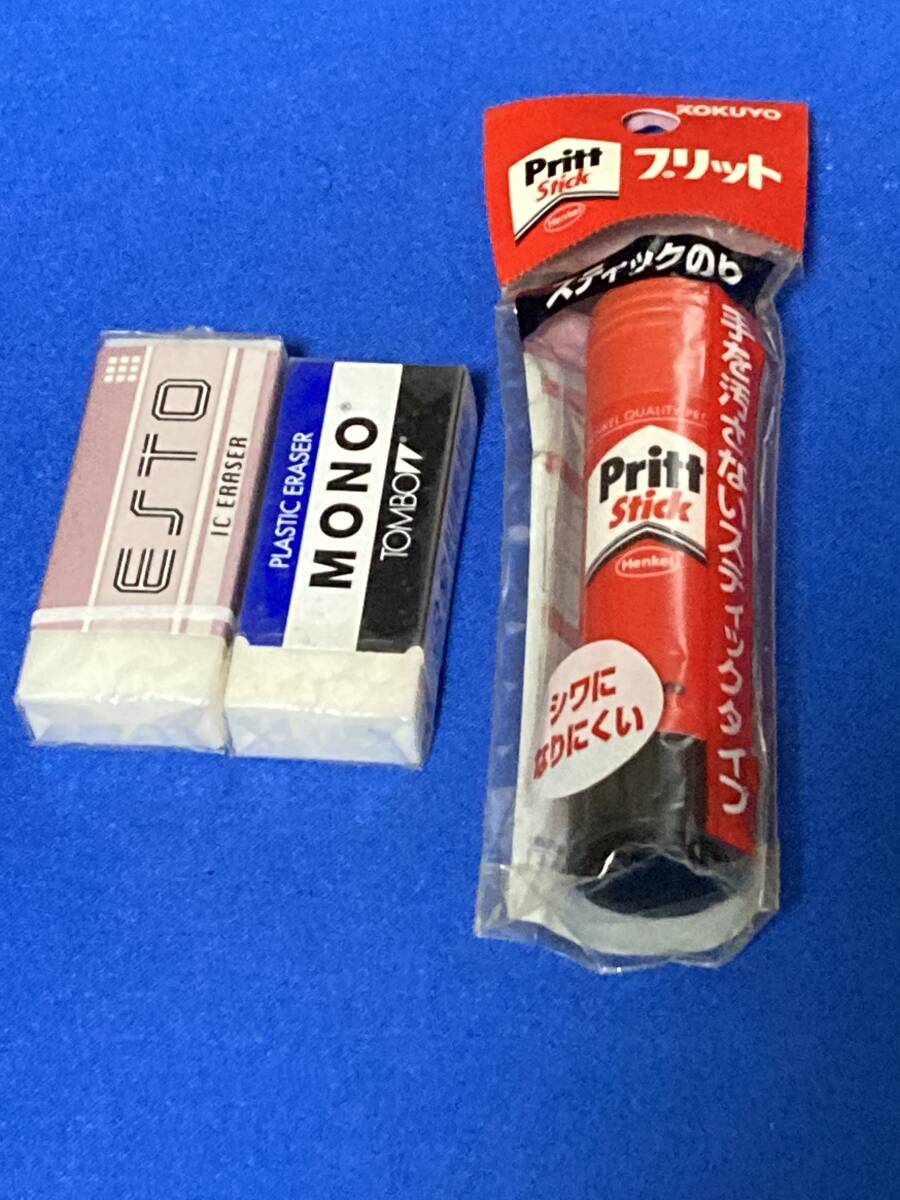 ESTO
IC ERASER
PLASTIC ERASER
MONO®
TOMBOW®
KOKUYO
Pritt
Stick
Henkel
プリット
スティックのり
手を汚さないスティックタイプ
HENKEL QUALITY
Pritt
Stick
Henkel
シワに
なりにくい